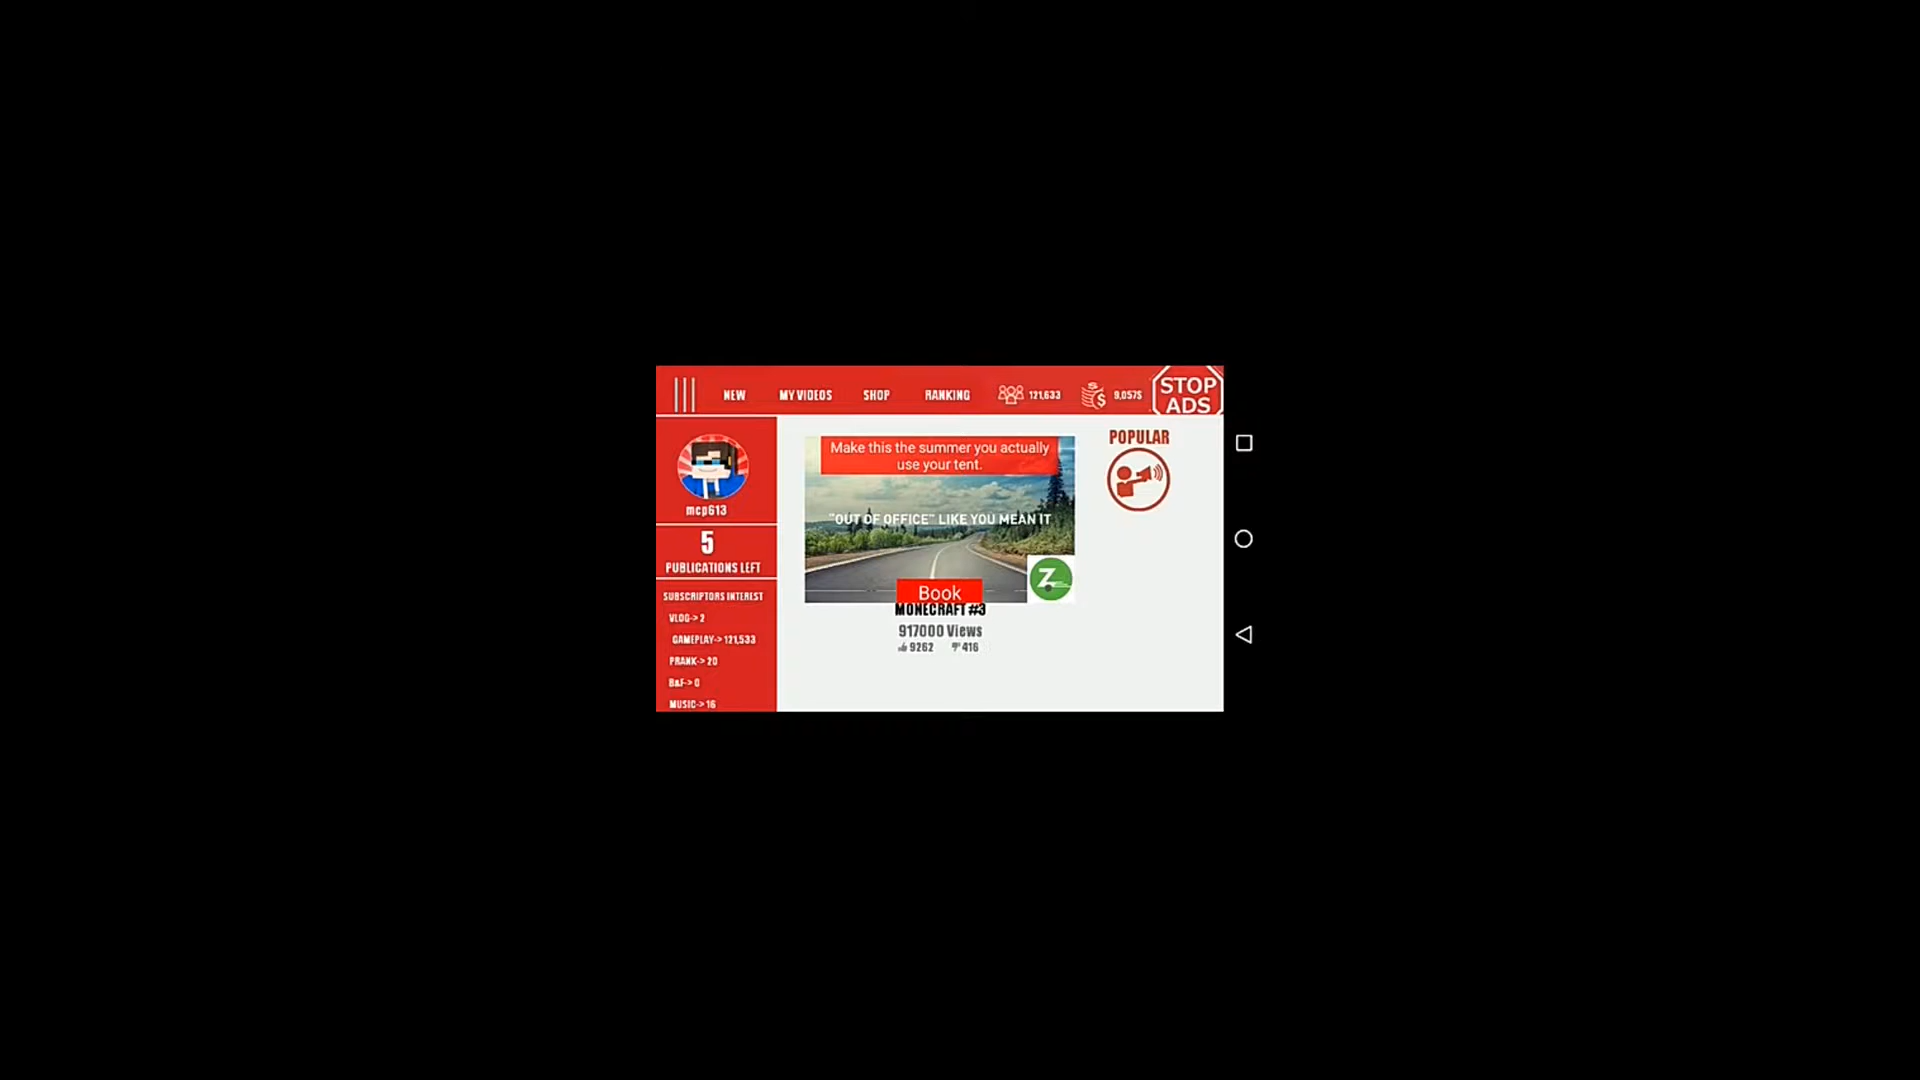 NEW MY VIDEOS SHOP RANKING 121,633 9,057$ STOP ADS
mcp613
5
PUBLICATIONS LEFT
SUBSCRIPTORS INTEREST
VLOG-> 2
GAMEPLAY-> 121,533
PRANK-> 20
B&F-> 0
MUSIC-> 16
Make this the summer you actually
use your tent.
"OUT OF OFFICE" LIKE YOU MEAN IT
Z
Book
MONECRAFT #3
917000 Views
9262 416
POPULAR